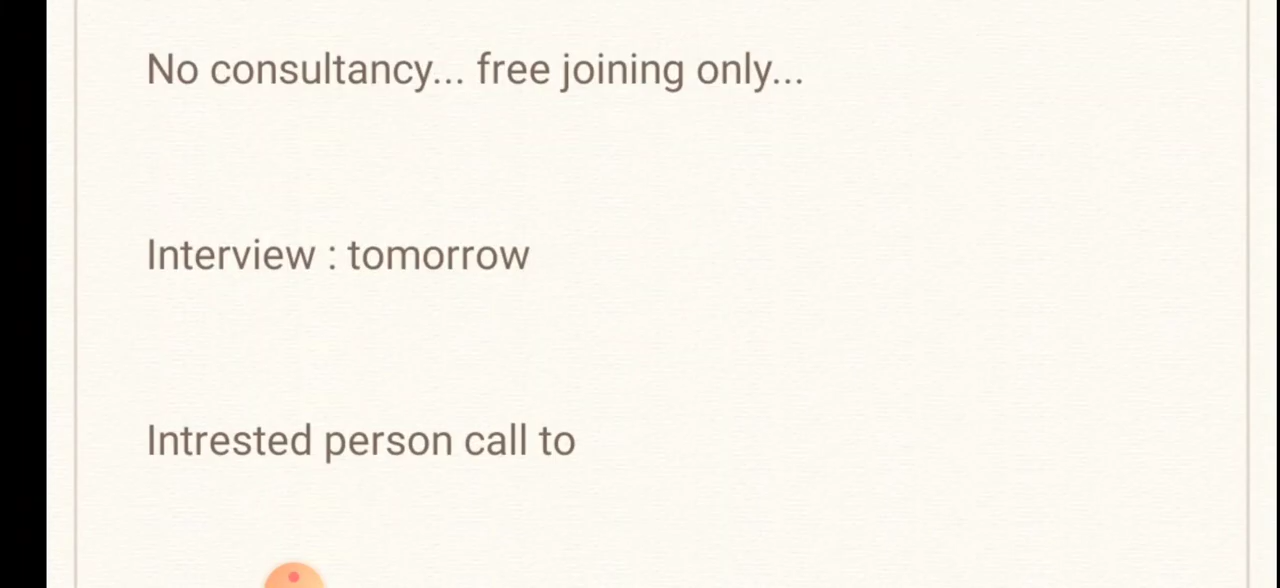 No consultancy... free joining only...
Interview : tomorrow
Intrested person call to